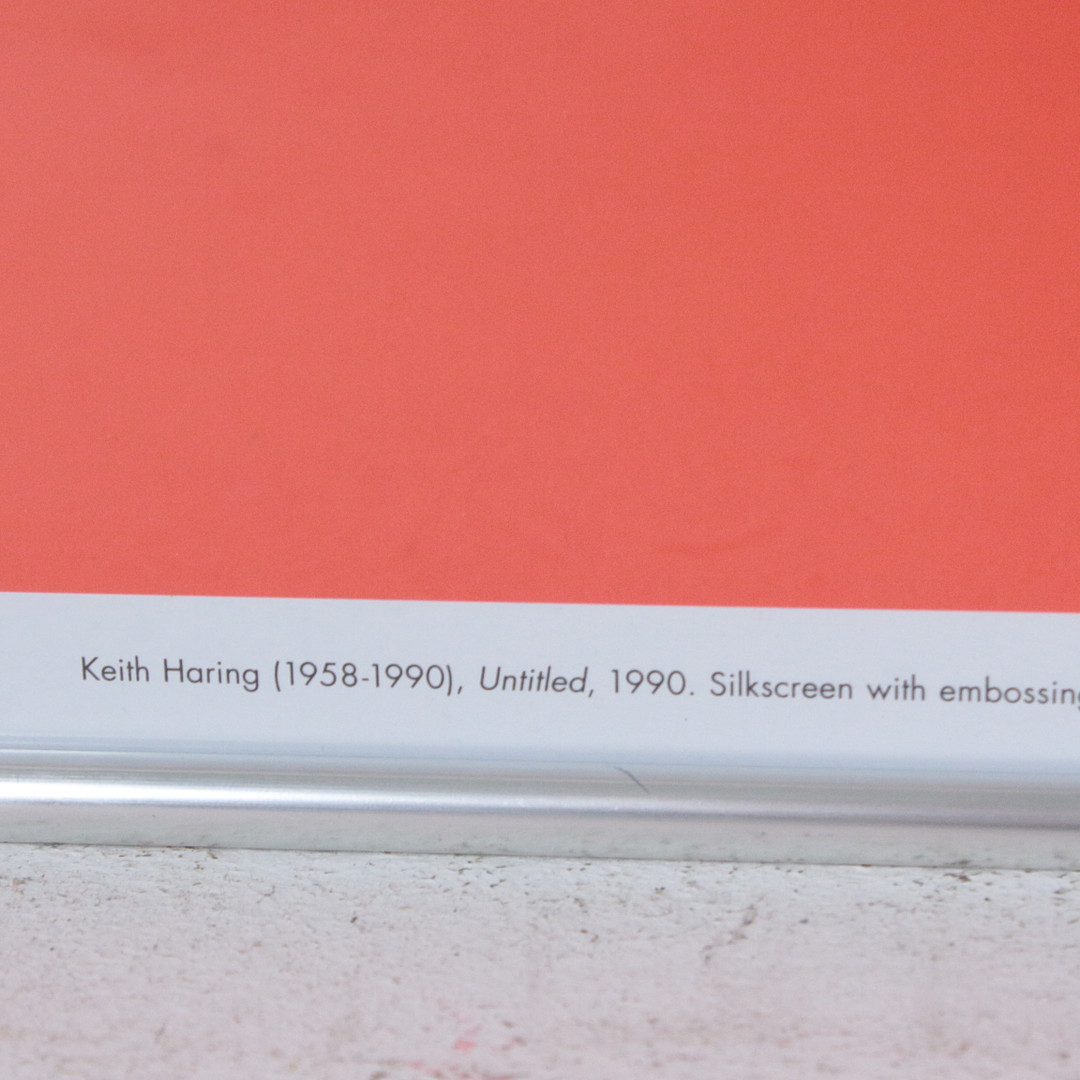 Keith Haring (1958-1990), Untitled, 1990. Silkscreen with embossing